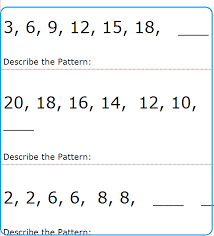 3, 6, 9, 12, 15, 18, ___
Describe the Pattern:
20, 18, 16, 14, 12, 10,
___
Describe the Pattern:
2, 2, 6, 6, 8, 8, ___ _
Describe the Pattern: